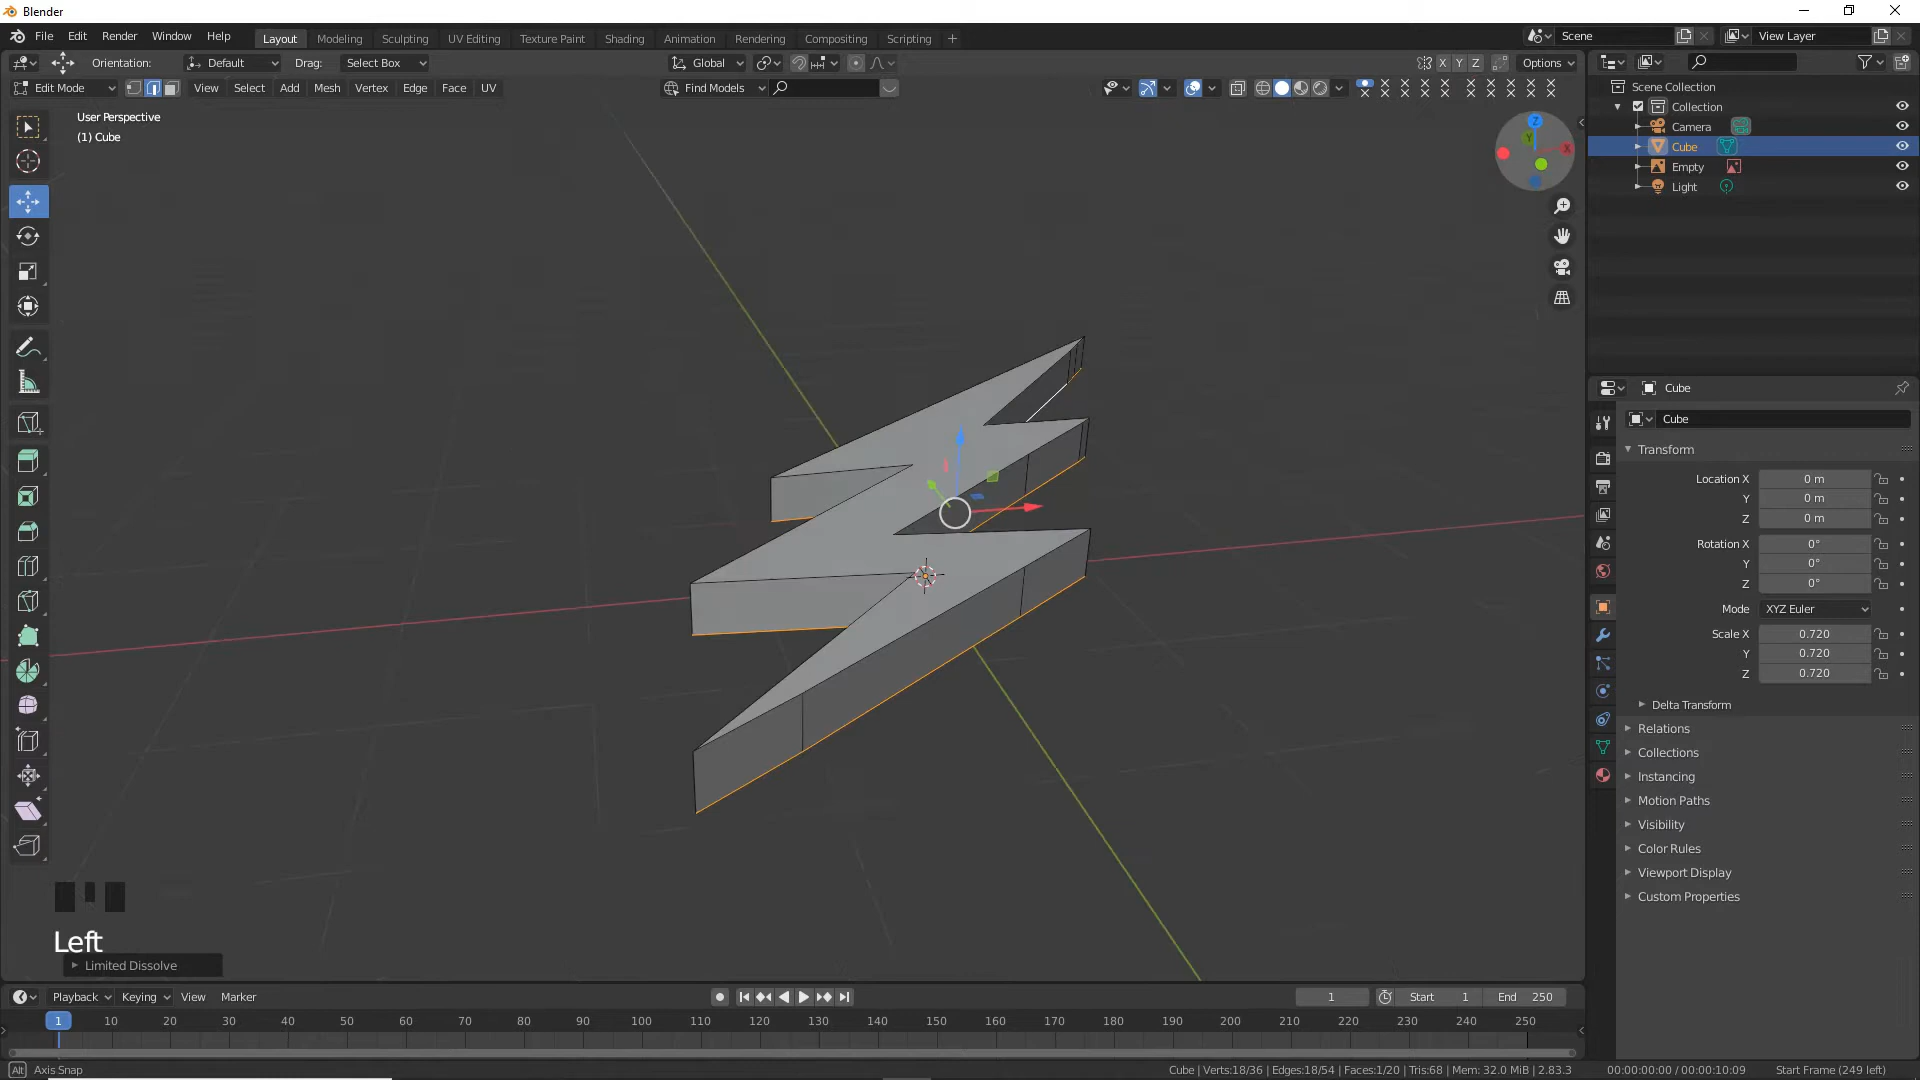 Blender
File Edit Render Window Help Layout Modeling Sculpting UV Editing Texture Paint Shading Animation Rendering Compositing Scripting + Scene View Layer
Orientation: Default Drag: Select Box Global X Y Z Options
Edit Mode View Select Add Mesh Vertex Edge Face UV Find Models
User Perspective
(1) Cube
Z
Y
X
Scene Collection
Collection
Camera
Cube
Empty
Light
Cube
Cube
Transform
Location X 0 m
Y 0 m
Z 0 m
Rotation X 0°
Y 0°
Z 0°
Mode XYZ Euler
Scale X 0.720
Y 0.720
Z 0.720
Delta Transform
Relations
Collections
Instancing
Motion Paths
Visibility
Color Rules
Viewport Display
Custom Properties
Left
Limited Dissolve
Playback Keying View Marker 1 Start 1 End 250
1 10 20 30 40 50 60 70 80 90 100 110 120 130 140 150 160 170 180 190 200 210 220 230 240 250
Alt Axis Snap Cube | Verts:18/36 | Edges:18/54 | Faces:1/20 | Tris:68 | Mem: 32.0 MiB | 2.83.3 00:00:00:00 / 00:00:10:09 Start Frame (249 left)